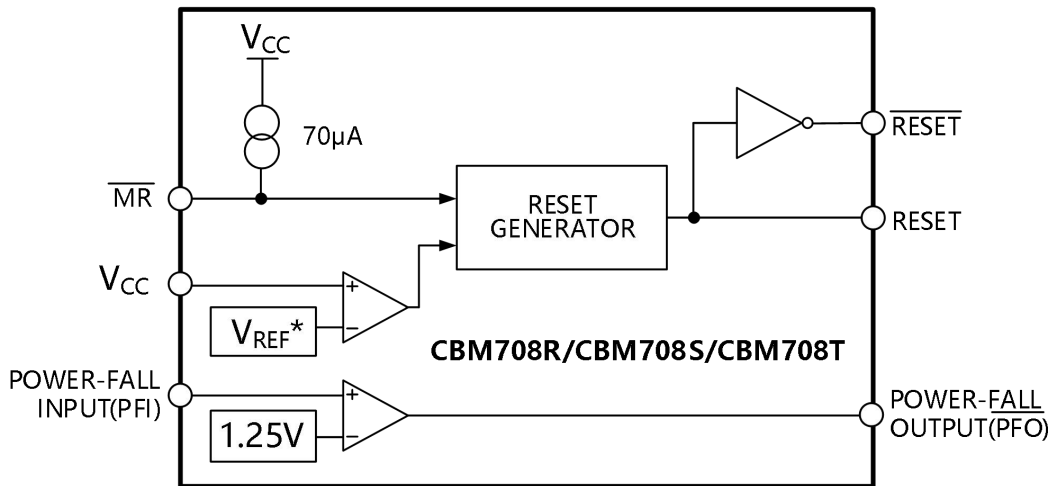 VCC
70μA
MR
RESET
GENERATOR
RESET
RESET
VCC
+
−
VREF*
CBM708R/CBM708S/CBM708T
POWER-FALL
INPUT(PFI)
+
−
1.25V
POWER-FALL
OUTPUT(PFO)